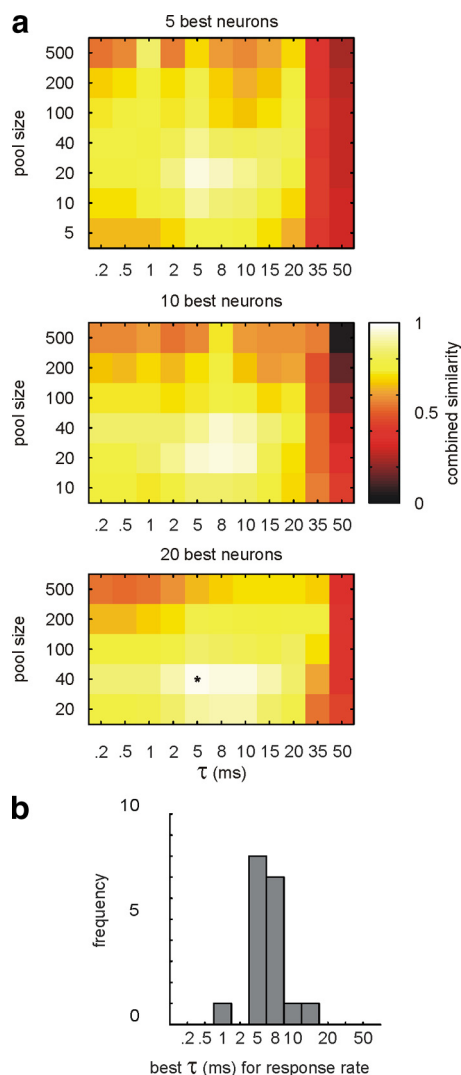 a
5 best neurons
500
200
100
40
20
10
5
pool size
.2 .5 1 2 5 8 10 15 20 35 50
10 best neurons
500
200
100
40
20
10
pool size
.2 .5 1 2 5 8 10 15 20 35 50
1
0.5
0
combined similarity
20 best neurons
500
200
100
40
20
pool size
*
.2 .5 1 2 5 8 10 15 20 35 50
τ (ms)
b
10
5
0
frequency
.2 .5 1 2 5 8 10 20 50
best τ (ms) for response rate